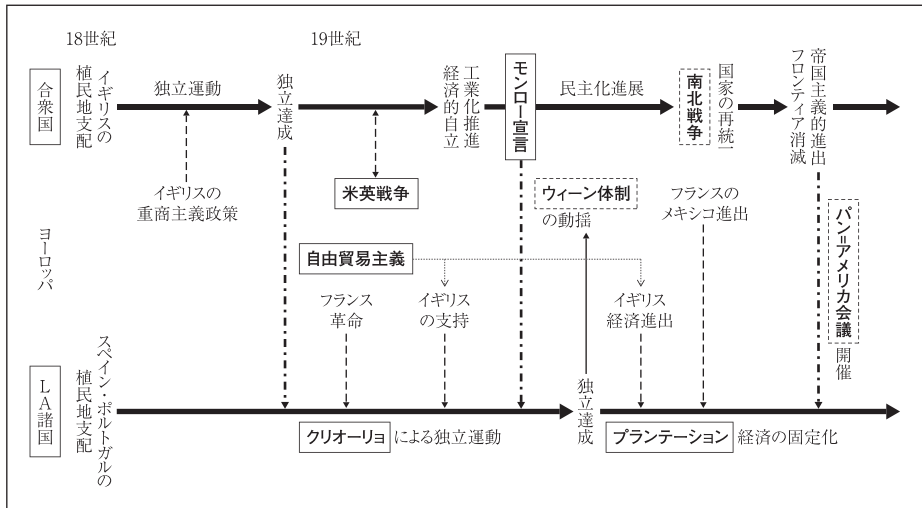 18世紀
19世紀
合衆国
イギリスの
植民地支配
独立運動
独立達成
工業化推進
経済的自立
モンロー宣言
民主化進展
南北戦争
国家の再統一
帝国主義的進出
フロンティア消滅
イギリスの
重商主義政策
米英戦争
ウィーン体制
の動揺
フランスの
メキシコ進出
パン=アメリカ会議
開催
ヨーロッパ
自由貿易主義
フランス
革命
イギリス
の支持
イギリス
経済進出
LA諸国
スペイン・ポルトガルの
植民地支配
クリオーリョ による独立運動
独立達成
プランテーション 経済の固定化